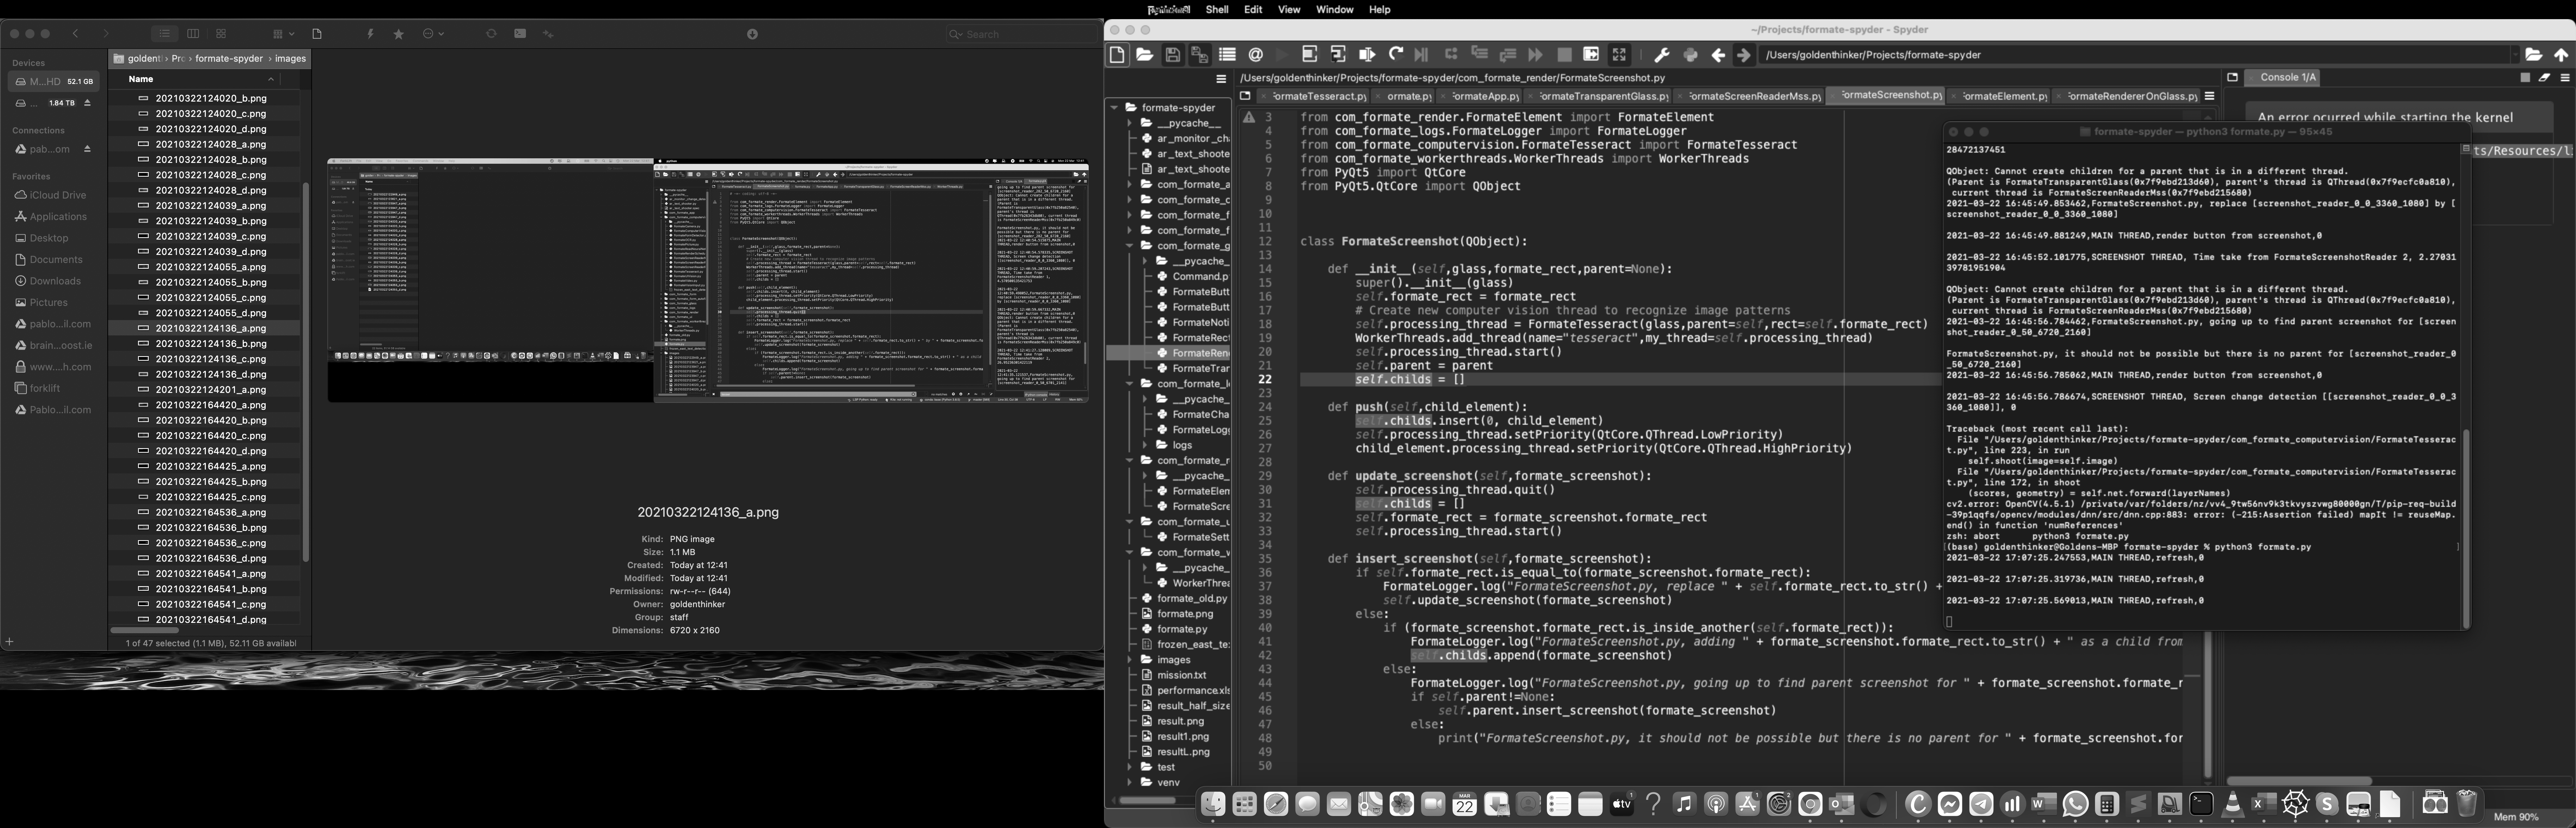 Shell Edit View Window Help
Search
Devices
M...HD 52.1 GB
... 1.84 TB
Connections
pab...om
Favorites
iCloud Drive
Applications
Desktop
Documents
Downloads
Pictures
pablo....com
brain...oost.ie
www....h.com
forklift
Pablo...il.com
goldent › Prc › formate-spyder › images
Name
20210322124020_b.png
20210322124020_c.png
20210322124020_d.png
20210322124028_a.png
20210322124028_b.png
20210322124028_c.png
20210322124028_d.png
20210322124039_a.png
20210322124039_b.png
20210322124039_c.png
20210322124039_d.png
20210322124055_a.png
20210322124055_b.png
20210322124055_c.png
20210322124055_d.png
20210322124136_a.png
20210322124136_b.png
20210322124136_c.png
20210322124136_d.png
20210322124201_a.png
20210322164420_a.png
20210322164420_b.png
20210322164420_c.png
20210322164420_d.png
20210322164425_a.png
20210322164425_b.png
20210322164425_c.png
20210322164536_a.png
20210322164536_b.png
20210322164536_c.png
20210322164536_d.png
20210322164541_a.png
20210322164541_b.png
20210322164541_c.png
20210322164541_d.png
1 of 47 selected (1.1 MB), 52.11 GB availabl
20210322124136_a.png
Kind: PNG image
Size: 1.1 MB
Created: Today at 12:41
Modified: Today at 12:41
Permissions: rw-r--r-- (644)
Owner: goldenthinker
Group: staff
Dimensions: 6720 x 2160
~/Projects/formate-spyder - Spyder
/Users/goldenthinker/Projects/formate-spyder
/Users/goldenthinker/Projects/formate-spyder/com_formate_render/FormateScreenshot.py
ormateTesseract.py ormate.py ormateApp.py ormateTransparentGlass.py ormateScreenReaderMss.py ormateScreenshot.py ormateElement.py ormateRendererOnGlass.py
Console 1/A
An error ocurred while starting the kernel
ts/Resources/l
formate-spyder
__pycache__
ar_monitor_cha
ar_text_shoote
ar_text_shoote
com_formate_a
com_formate_c
com_formate_f
com_formate_f
com_formate_g
__pycache_
Command.p
FormateButt
FormateButt
FormateNoti
FormateRect
FormateRen
FormateTrar
com_formate_l
__pycache_
FormateCha
FormateLogg
logs
com_formate_r
__pycache_
FormateElen
FormateScre
com_formate_u
FormateSett
com_formate_w
__pycache_
WorkerThrea
formate_old.py
formate.png
formate.py
frozen_east_te
images
mission.txt
performance.xls
result_half_size
result.png
result1.png
resultL.png
test
venv
3 from com_formate_render.FormateElement import FormateElement
4 from com_formate_logs.FormateLogger import FormateLogger
5 from com_formate_computervision.FormateTesseract import FormateTesseract
6 from com_formate_workerthreads.WorkerThreads import WorkerThreads
7 from PyQt5 import QtCore
8 from PyQt5.QtCore import QObject
9
10
11
12 class FormateScreenshot(QObject):
13
14 def __init__(self,glass,formate_rect,parent=None):
15 super().__init__(glass)
16 self.formate_rect = formate_rect
17 # Create new computer vision thread to recognize image patterns
18 self.processing_thread = FormateTesseract(glass,parent=self,rect=self.formate_rect)
19 WorkerThreads.add_thread(name="tesseract",my_thread=self.processing_thread)
20 self.processing_thread.start()
21 self.parent = parent
22 self.childs = []
23
24 def push(self,child_element):
25 self.childs.insert(0, child_element)
26 self.processing_thread.setPriority(QtCore.QThread.LowPriority)
27 child_element.processing_thread.setPriority(QtCore.QThread.HighPriority)
28
29 def update_screenshot(self,formate_screenshot):
30 self.processing_thread.quit()
31 self.childs = []
32 self.formate_rect = formate_screenshot.formate_rect
33 self.processing_thread.start()
34
35 def insert_screenshot(self,formate_screenshot):
36 if self.formate_rect.is_equal_to(formate_screenshot.formate_rect):
37 FormateLogger.log("FormateScreenshot.py, replace " + self.formate_rect.to_str() +
38 self.update_screenshot(formate_screenshot)
39 else:
40 if (formate_screenshot.formate_rect.is_inside_another(self.formate_rect)):
41 FormateLogger.log("FormateScreenshot.py, adding " + formate_screenshot.formate_rect.to_str() + " as a child from
42 self.childs.append(formate_screenshot)
43 else:
44 FormateLogger.log("FormateScreenshot.py, going up to find parent screenshot for " + formate_screenshot.formate_r
45 if self.parent!=None:
46 self.parent.insert_screenshot(formate_screenshot)
47 else:
48 print("FormateScreenshot.py, it should not be possible but there is no parent for " + formate_screenshot.for
49
50
formate-spyder — python3 formate.py — 95×45
28472137451
QObject: Cannot create children for a parent that is in a different thread.
(Parent is FormateTransparentGlass(0x7f9ebd213d60), parent's thread is QThread(0x7f9ecfc0a810),
current thread is FormateScreenReaderMss(0x7f9ebd215680)
2021-03-22 16:45:49.853462,FormateScreenshot.py, replace [screenshot_reader_0_0_3360_1080] by [
screenshot_reader_0_0_3360_1080]
2021-03-22 16:45:49.881249,MAIN THREAD,render button from screenshot,0
2021-03-22 16:45:52.101775,SCREENSHOT THREAD, Time take from FormateScreenshotReader 2, 2.27031
39781951904
QObject: Cannot create children for a parent that is in a different thread.
(Parent is FormateTransparentGlass(0x7f9ebd213d60), parent's thread is QThread(0x7f9ecfc0a810),
current thread is FormateScreenReaderMss(0x7f9ebd215680)
2021-03-22 16:45:56.784462,FormateScreenshot.py, going up to find parent screenshot for [screen
shot_reader_0_50_6720_2160]
FormateScreenshot.py, it should not be possible but there is no parent for [screenshot_reader_0
_50_6720_2160]
2021-03-22 16:45:56.785062,MAIN THREAD,render button from screenshot,0
2021-03-22 16:45:56.786674,SCREENSHOT THREAD, Screen change detection [[screenshot_reader_0_0_3
360_1080]], 0
Traceback (most recent call last):
File "/Users/goldenthinker/Projects/formate-spyder/com_formate_computervision/FormateTesserac
t.py", line 223, in run
self.shoot(image=self.image)
File "/Users/goldenthinker/Projects/formate-spyder/com_formate_computervision/FormateTesserac
t.py", line 172, in shoot
(scores, geometry) = self.net.forward(layerNames)
cv2.error: OpenCV(4.5.1) /private/var/folders/nz/vv4_9tw56nv9k3tkvyszvwg80000gn/T/pip-req-build
-39p1qqfs/opencv/modules/dnn/src/dnn.cpp:883: error: (-215:Assertion failed) mapIt != reuseMap.
end() in function 'numReferences'
zsh: abort python3 formate.py
(base) goldenthinker@Goldens-MBP formate-spyder % python3 formate.py
2021-03-22 17:07:25.247553,MAIN THREAD,refresh,0
2021-03-22 17:07:25.319736,MAIN THREAD,refresh,0
2021-03-22 17:07:25.569013,MAIN THREAD,refresh,0
MAR
22
tv
Mem 90%